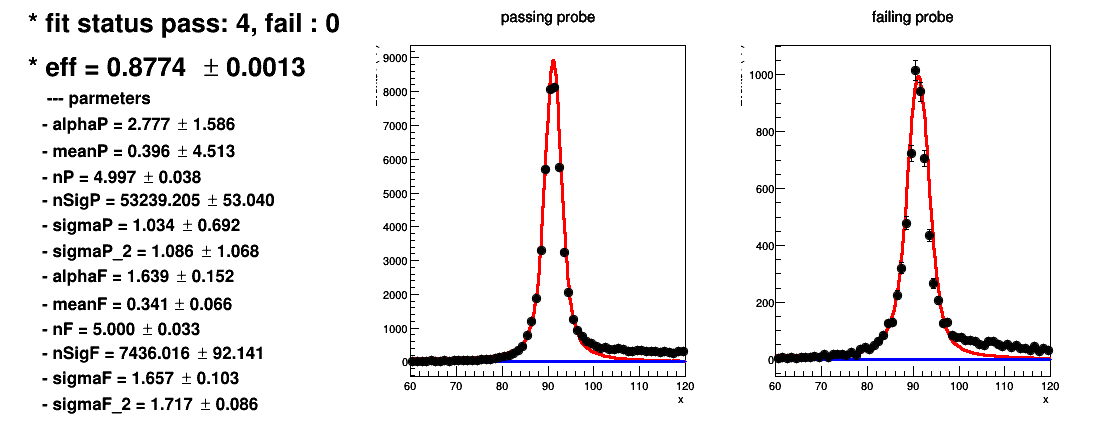 * fit status pass: 4, fail : 0
* eff = 0.8774 ± 0.0013
--- parmeters
- alphaP = 2.777 ± 1.586
- meanP = 0.396 ± 4.513
- nP = 4.997 ± 0.038
- nSigP = 53239.205 ± 53.040
- sigmaP = 1.034 ± 0.692
- sigmaP_2 = 1.086 ± 1.068
- alphaF = 1.639 ± 0.152
- meanF = 0.341 ± 0.066
- nF = 5.000 ± 0.033
- nSigF = 7436.016 ± 92.141
- sigmaF = 1.657 ± 0.103
- sigmaF_2 = 1.717 ± 0.086
passing probe
9000
8000
7000
6000
5000
4000
3000
2000
1000
0
60 70 80 90 100 110 120
x
failing probe
1000
800
600
400
200
0
60 70 80 90 100 110 120
x